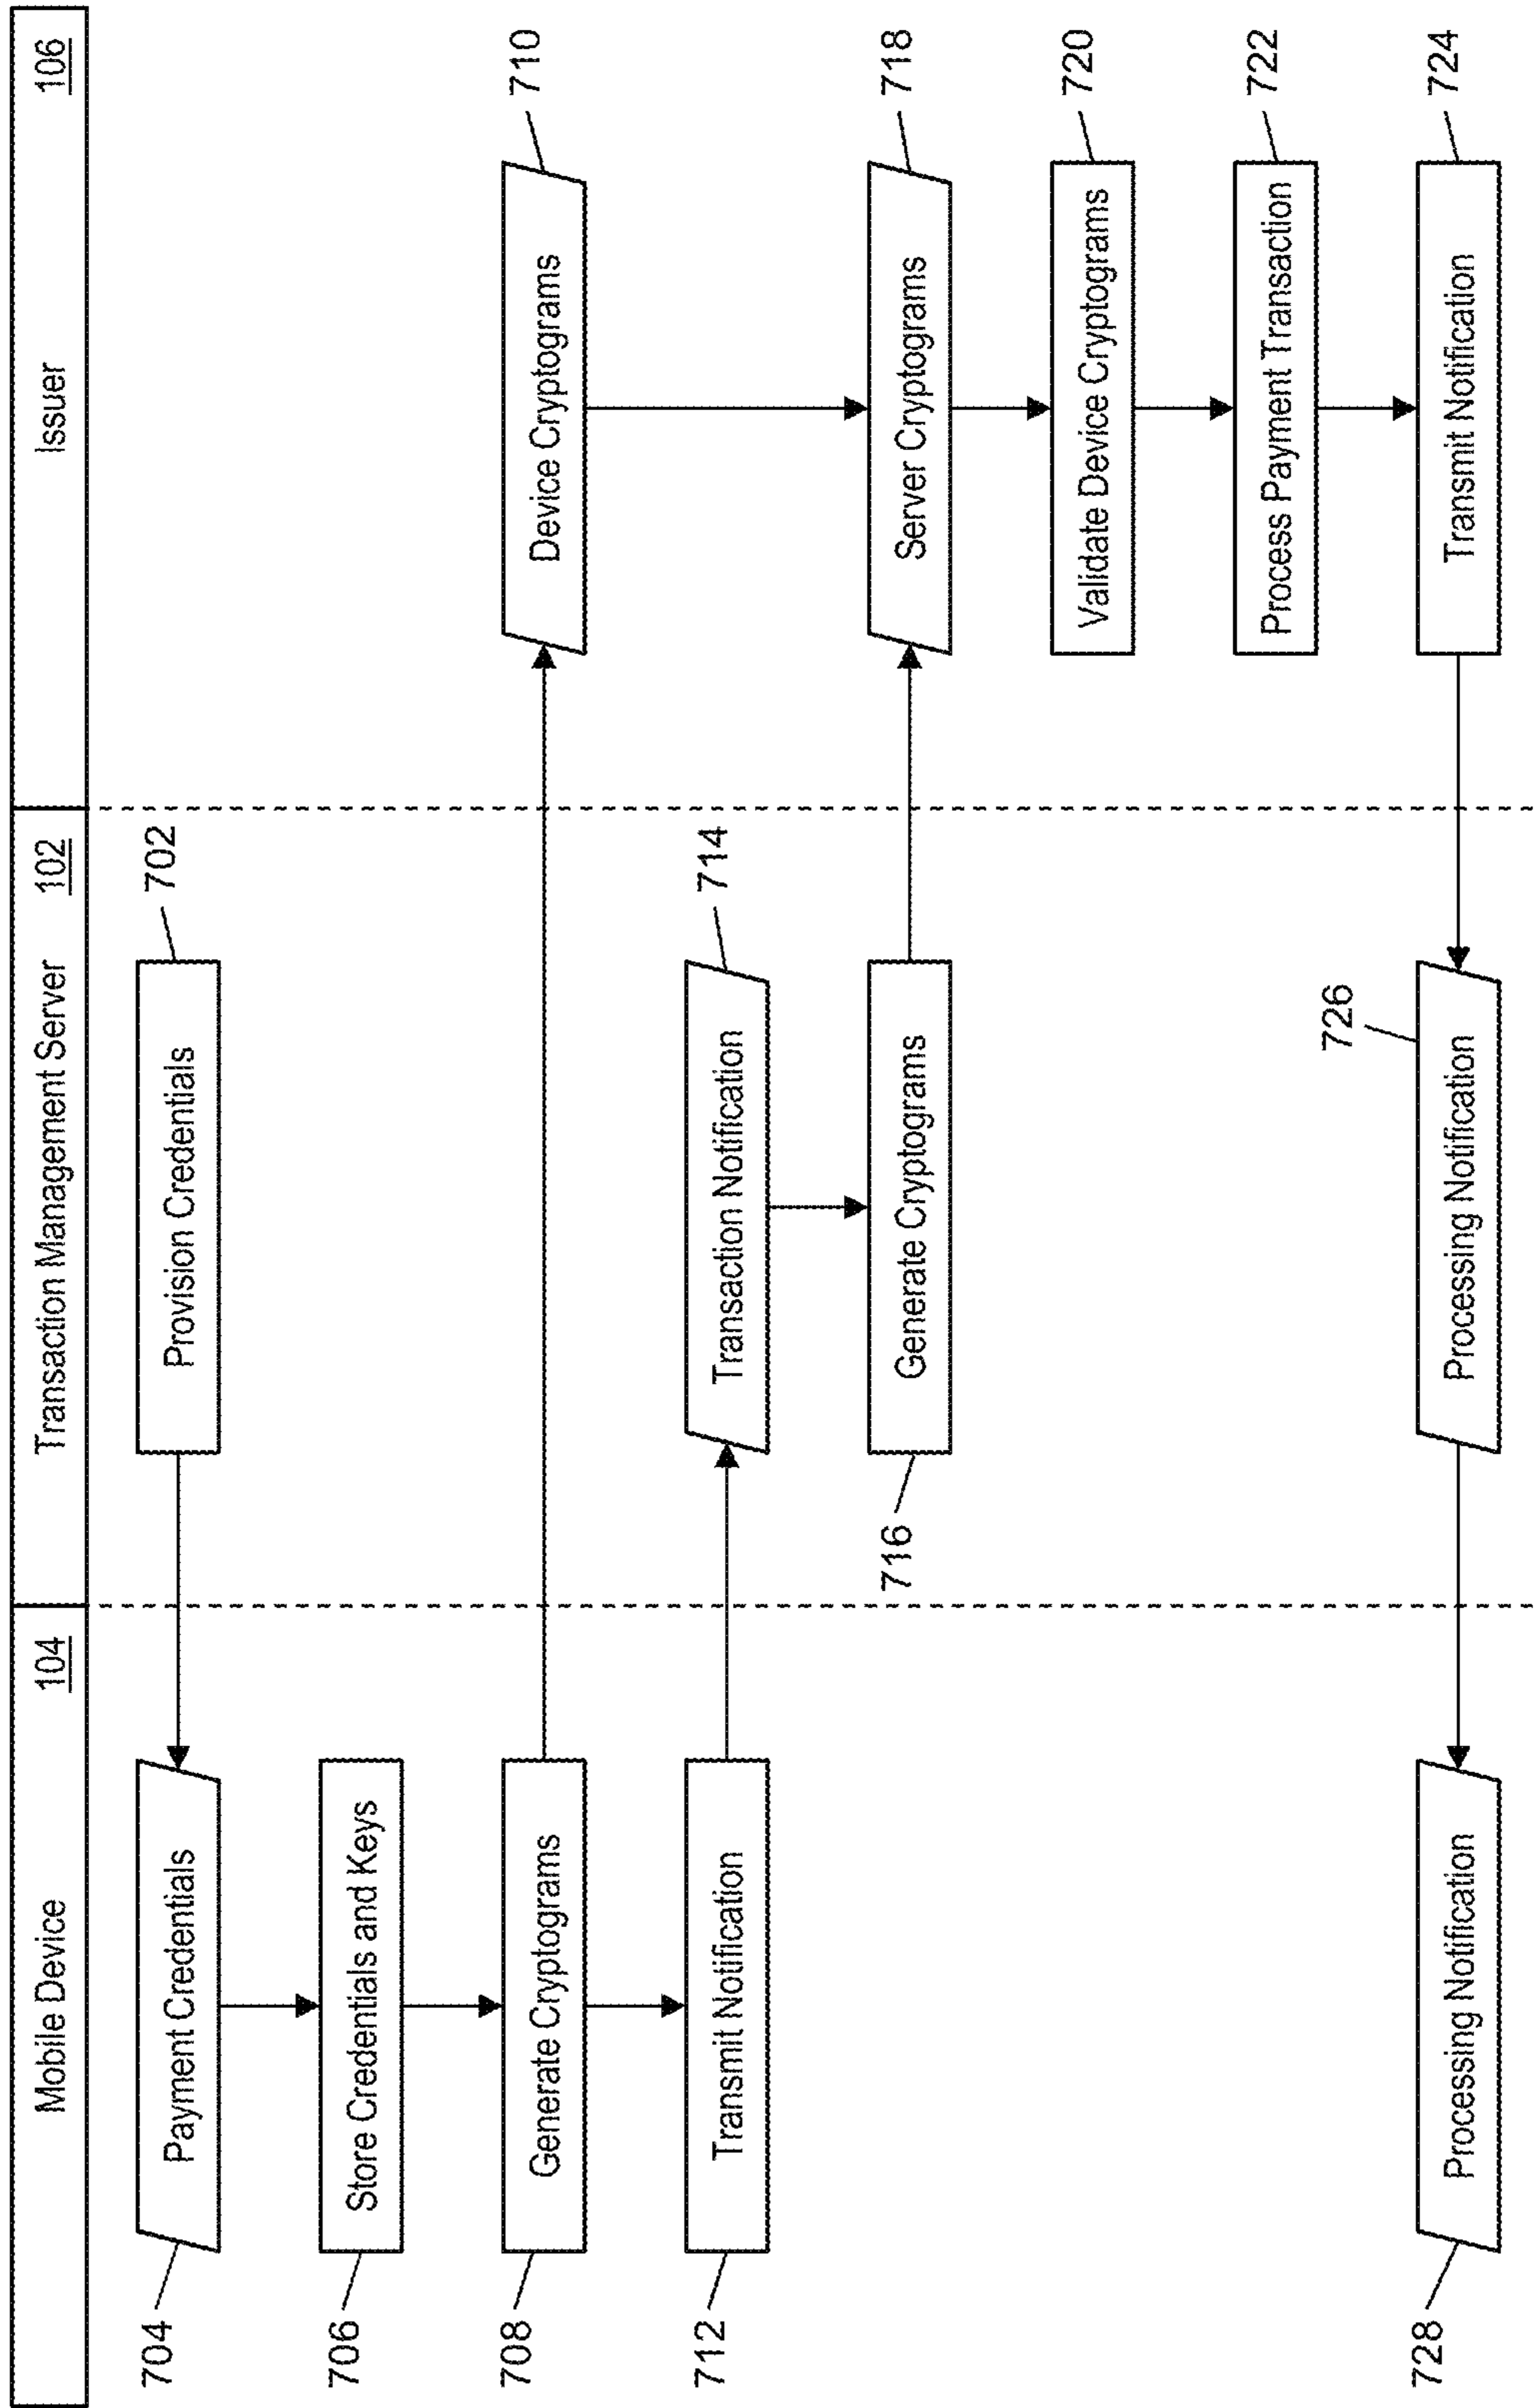 Mobile Device 104
Transaction Management Server 102
Issuer 106
Provision Credentials
702
Payment Credentials
704
Store Credentials and Keys
706
Generate Cryptograms
708
Device Cryptograms
710
Transmit Notification
712
Transaction Notification
714
Generate Cryptograms
716
Server Cryptograms
718
Validate Device Cryptograms
720
Process Payment Transaction
722
Transmit Notification
724
Processing Notification
726
Processing Notification
728